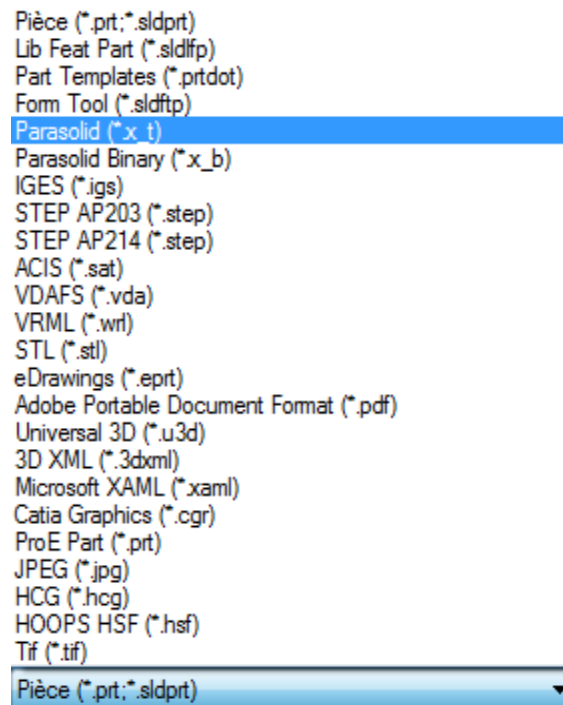 Pièce (*.prt;*.sldprt)
Lib Feat Part (*.sldlfp)
Part Templates (*.prtdot)
Form Tool (*.sldftp)
Parasolid (*.x_t)
Parasolid Binary (*.x_b)
IGES (*.igs)
STEP AP203 (*.step)
STEP AP214 (*.step)
ACIS (*.sat)
VDAFS (*.vda)
VRML (*.wrl)
STL (*.stl)
eDrawings (*.eprt)
Adobe Portable Document Format (*.pdf)
Universal 3D (*.u3d)
3D XML (*.3dxml)
Microsoft XAML (*.xaml)
Catia Graphics (*.cgr)
ProE Part (*.prt)
JPEG (*.jpg)
HCG (*.hcg)
HOOPS HSF (*.hsf)
Tif (*.tif)
Pièce (*.prt;*.sldprt)